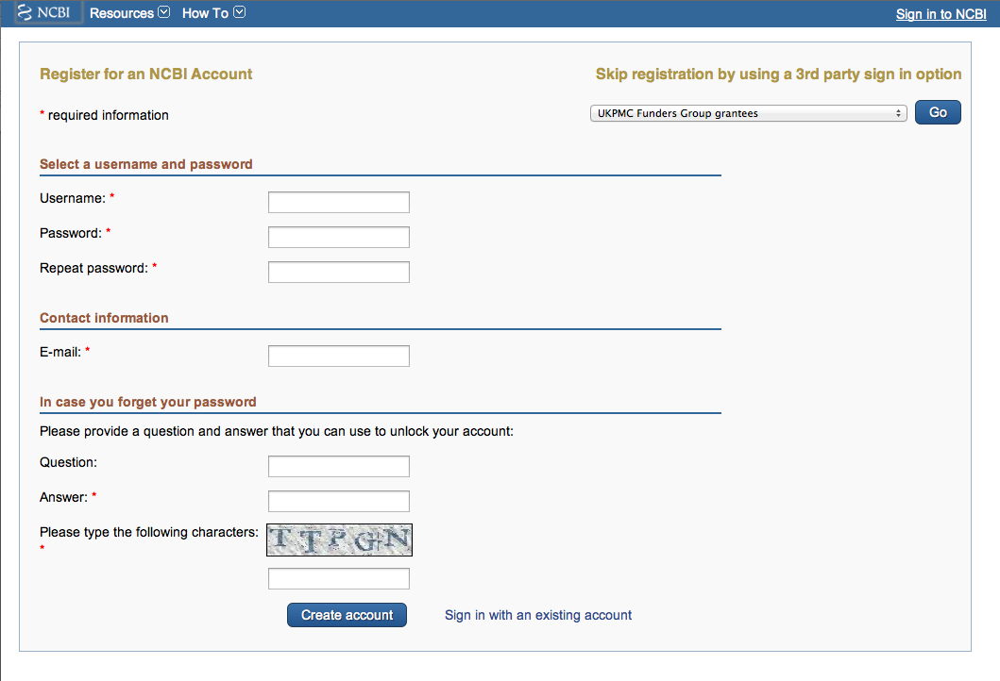 NCBI Resources How To Sign in to NCBI
Register for an NCBI Account
Skip registration by using a 3rd party sign in option
* required information
UKPMC Funders Group grantees Go
Select a username and password
Username: *
Password: *
Repeat password: *
Contact information
E-mail: *
In case you forget your password
Please provide a question and answer that you can use to unlock your account:
Question:
Answer: *
Please type the following characters: TTPGN
*
Create account Sign in with an existing account